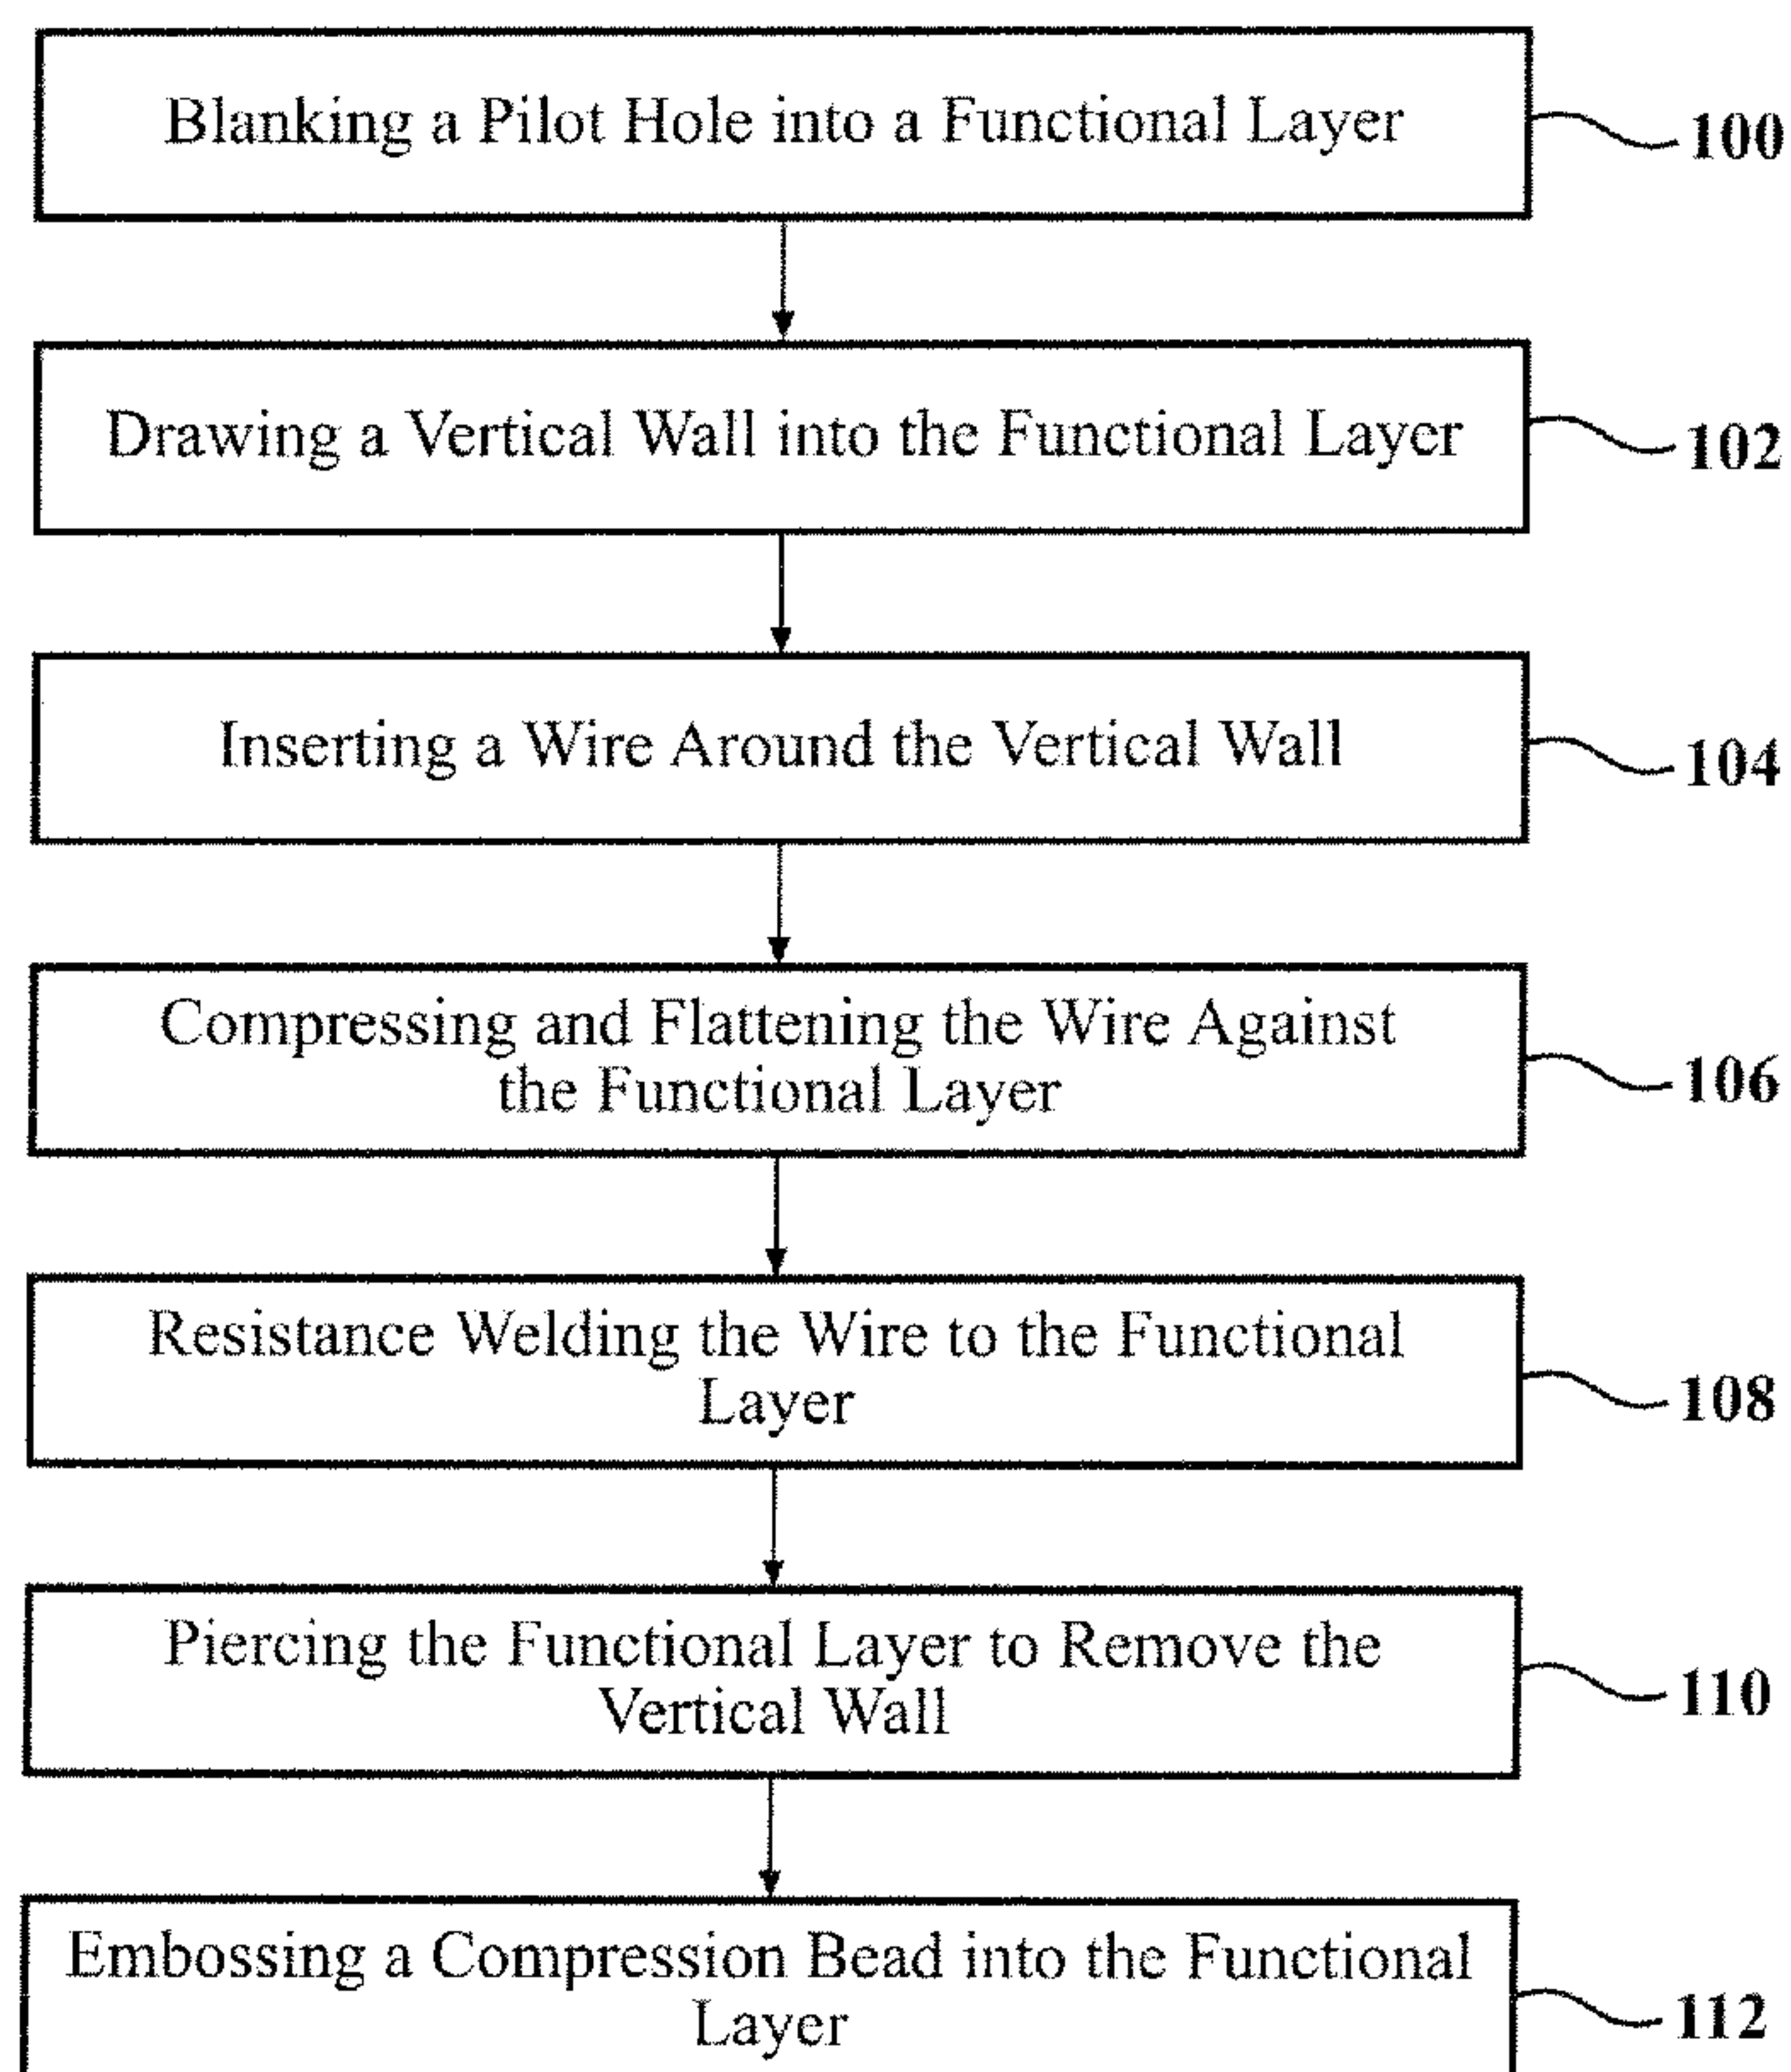 Blanking a Pilot Hole into a Functional Layer
100
Drawing a Vertical Wall into the Functional Layer
102
Inserting a Wire Around the Vertical Wall
104
Compressing and Flattening the Wire Against
the Functional Layer
106
Resistance Welding the Wire to the Functional
Layer
108
Piercing the Functional Layer to Remove the
Vertical Wall
110
Embossing a Compression Bead into the Functional
Layer
112